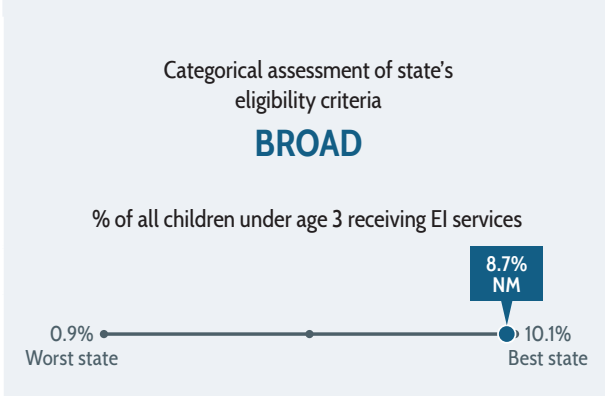 Categorical assessment of state's
eligibility criteria
BROAD
% of all children under age 3 receiving EI services
8.7%
NM
0.9%
10.1%
Worst state
Best state